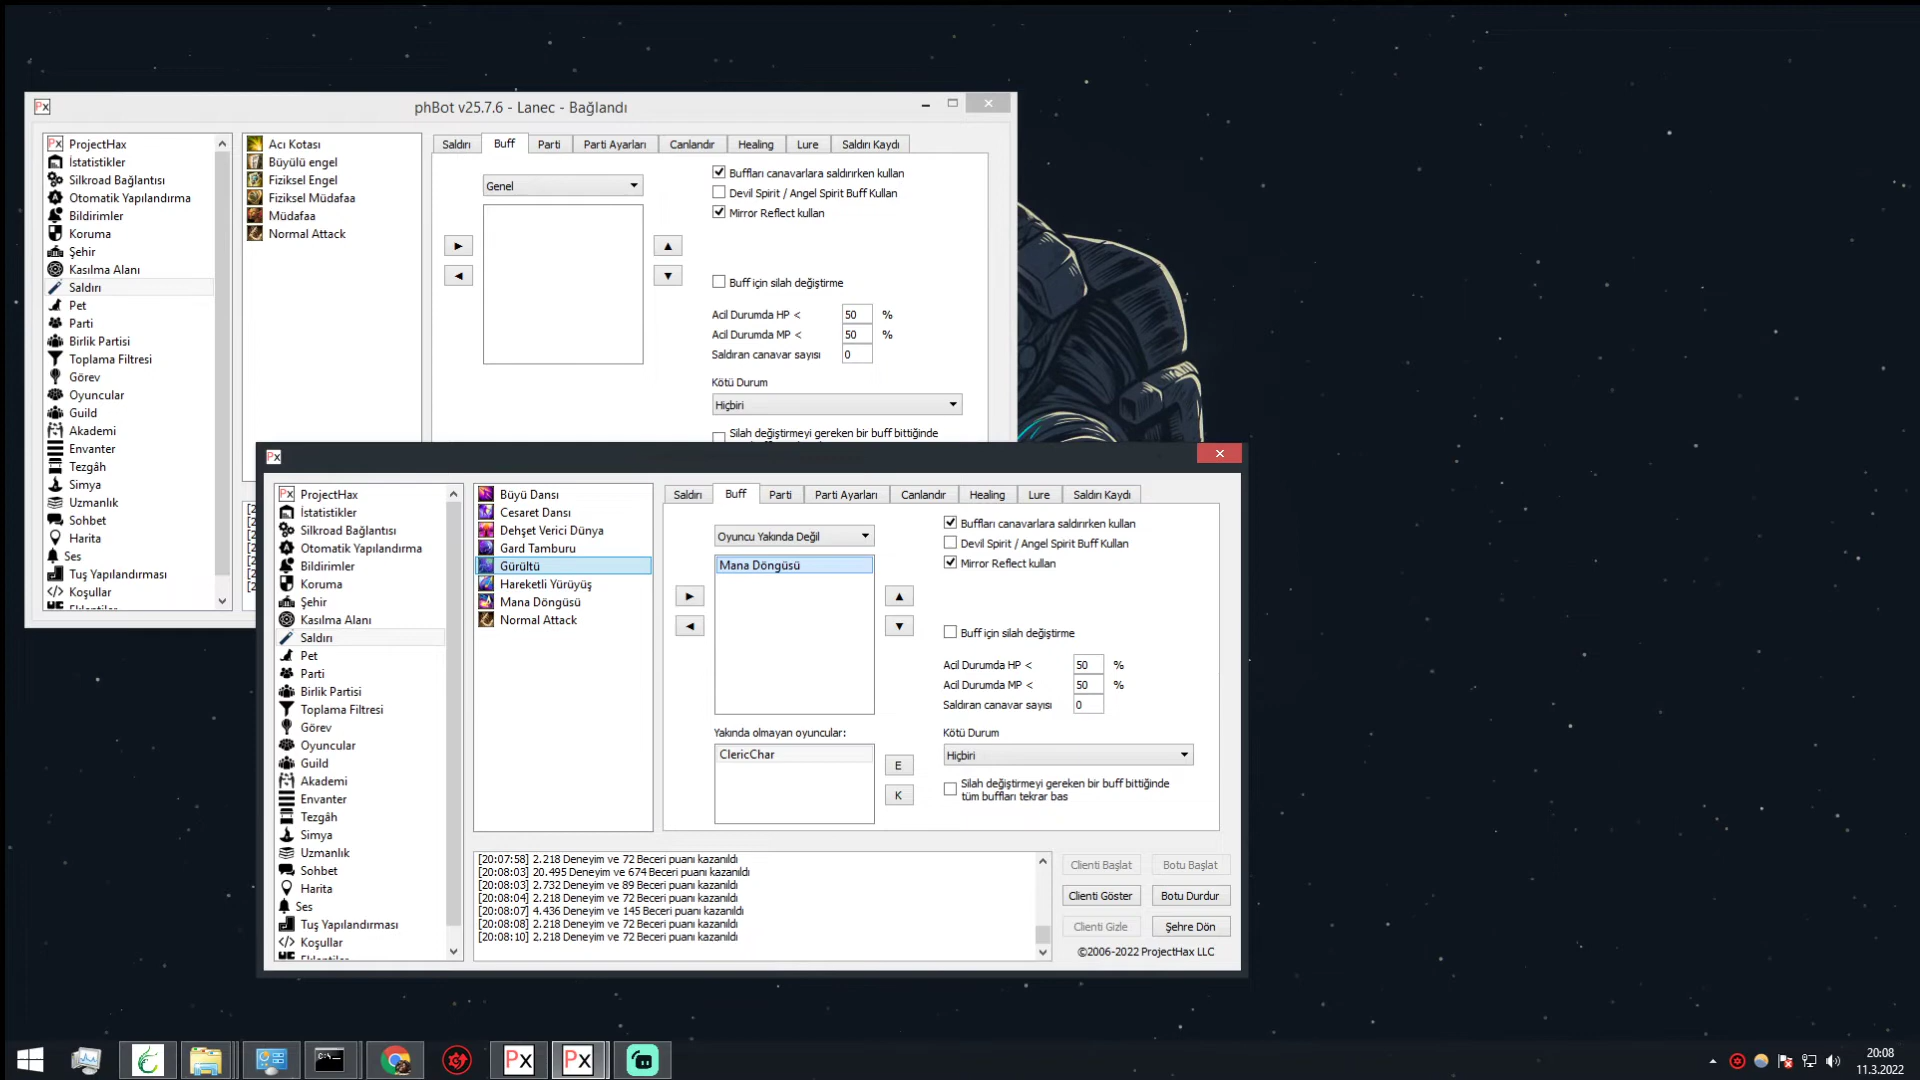 phBot v25.7.6 - Lanec - Bağlandı
ProjectHax
İstatistikler
Silkroad Bağlantısı
Otomatik Yapılandırma
Bildirimler
Koruma
Şehir
Kasılma Alanı
Saldırı
Pet
Parti
Birlik Partisi
Toplama Filtresi
Görev
Oyuncular
Guild
Akademi
Envanter
Tezgâh
Simya
Uzmanlık
Sohbet
Harita
Ses
Tuş Yapılandırması
Koşullar
Acı Kotası
Büyülü engel
Fiziksel Engel
Fiziksel Müdafaa
Müdafaa
Normal Attack
Saldırı Buff Parti Parti Ayarları Canlandır Healing Lure Saldırı Kaydı
Genel
Buffları canavarlara saldırırken kullan
Devil Spirit / Angel Spirit Buff Kullan
Mirror Reflect kullan
Buff için silah değiştirme
Acil Durumda HP < 50 %
Acil Durumda MP < 50 %
Saldıran canavar sayısı 0
Kötü Durum
Hiçbiri
Silah değiştirmeyi gereken bir buff bittiğinde
Px
ProjectHax
İstatistikler
Silkroad Bağlantısı
Otomatik Yapılandırma
Bildirimler
Koruma
Şehir
Kasılma Alanı
Saldırı
Pet
Parti
Birlik Partisi
Toplama Filtresi
Görev
Oyuncular
Guild
Akademi
Envanter
Tezgâh
Simya
Uzmanlık
Sohbet
Harita
Ses
Tuş Yapılandırması
Koşullar
Büyü Dansı
Cesaret Dansı
Dehşet Verici Dünya
Gard Tamburu
Gürültü
Hareketli Yürüyüş
Mana Döngüsü
Normal Attack
Saldırı Buff Parti Parti Ayarları Canlandır Healing Lure Saldırı Kaydı
Oyuncu Yakında Değil
Mana Döngüsü
Yakında olmayan oyuncular:
ClericChar
E
K
Buffları canavarlara saldırırken kullan
Devil Spirit / Angel Spirit Buff Kullan
Mirror Reflect kullan
Buff için silah değiştirme
Acil Durumda HP < 50 %
Acil Durumda MP < 50 %
Saldıran canavar sayısı 0
Kötü Durum
Hiçbiri
Silah değiştirmeyi gereken bir buff bittiğinde
tüm buffları tekrar bas
[20:07:58] 2.218 Deneyim ve 72 Beceri puanı kazanıldı
[20:08:03] 20.495 Deneyim ve 674 Beceri puanı kazanıldı
[20:08:03] 2.732 Deneyim ve 89 Beceri puanı kazanıldı
[20:08:04] 2.218 Deneyim ve 72 Beceri puanı kazanıldı
[20:08:07] 4.436 Deneyim ve 145 Beceri puanı kazanıldı
[20:08:08] 2.218 Deneyim ve 72 Beceri puanı kazanıldı
[20:08:10] 2.218 Deneyim ve 72 Beceri puanı kazanıldı
Clienti Başlat Botu Başlat
Clienti Göster Botu Durdur
Clienti Gizle Şehre Dön
©2006-2022 ProjectHax LLC
PX PX
20:08
11.3.2022